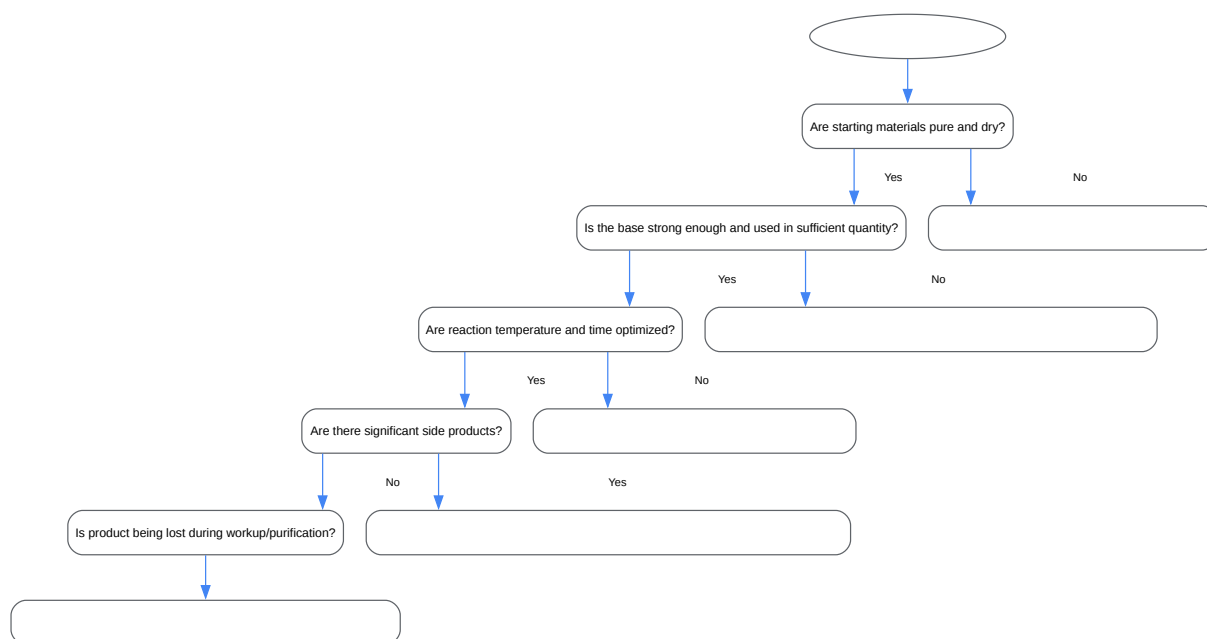 Are starting materials pure and dry?
Yes
No
Is the base strong enough and used in sufficient quantity?
Yes
No
Are reaction temperature and time optimized?
Yes
No
Are there significant side products?
No
Yes
Is product being lost during workup/purification?